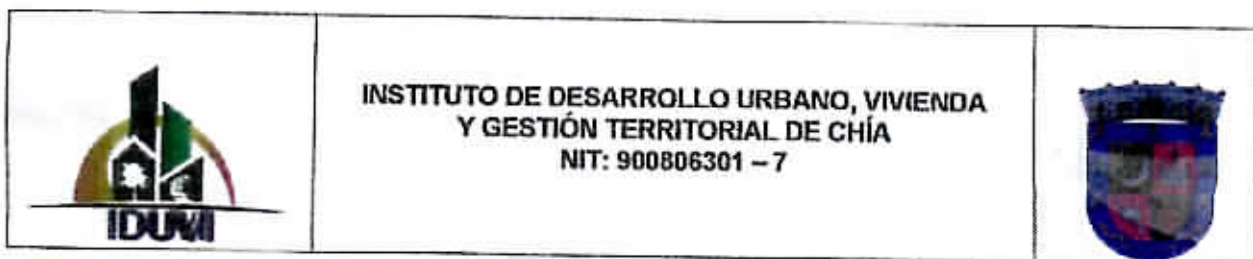 INSTITUTO DE DESARROLLO URBANO, VIVIENDA
Y GESTIÓN TERRITORIAL DE CHÍA
NIT: 900806301 – 7
IDUVI